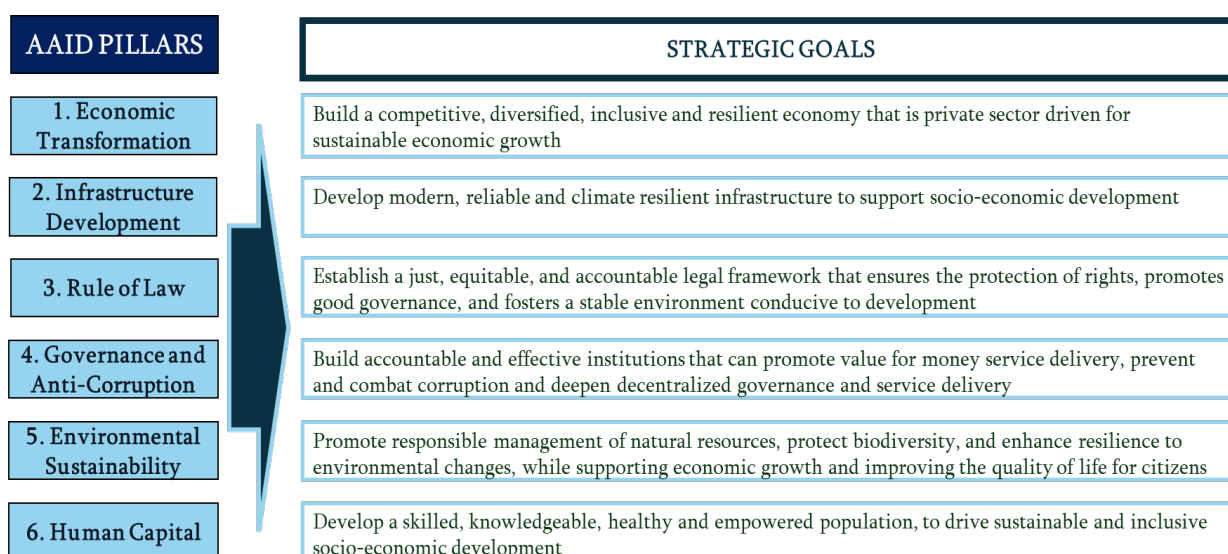 AAID PILLARS
STRATEGIC GOALS
1. Economic
Transformation
Build a competitive, diversified, inclusive and resilient economy that is private sector driven for
sustainable economic growth
2. Infrastructure
Development
Develop modern, reliable and climate resilient infrastructure to support socio-economic development
3. Rule of Law
Establish a just, equitable, and accountable legal framework that ensures the protection of rights, promotes
good governance, and fosters a stable environment conducive to development
4. Governance and
Anti-Corruption
Build accountable and effective institutions that can promote value for money service delivery, prevent
and combat corruption and deepen decentralized governance and service delivery
5. Environmental
Sustainability
Promote responsible management of natural resources, protect biodiversity, and enhance resilience to
environmental changes, while supporting economic growth and improving the quality of life for citizens
6. Human Capital
Develop a skilled, knowledgeable, healthy and empowered population, to drive sustainable and inclusive
socio-economic development